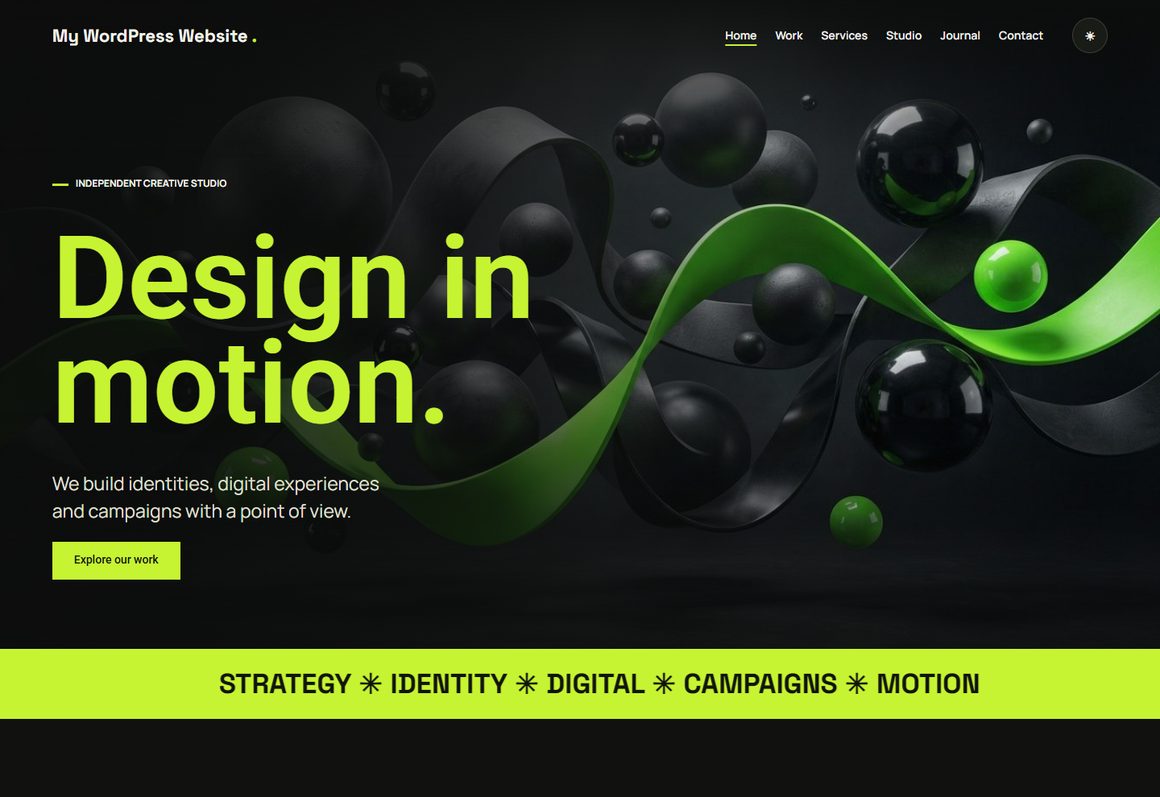 My WordPress Website .
Home Work Services Studio Journal Contact
INDEPENDENT CREATIVE STUDIO
Design in
motion.
We build identities, digital experiences
and campaigns with a point of view.
Explore our work
STRATEGY ✳ IDENTITY ✳ DIGITAL ✳ CAMPAIGNS ✳ MOTION